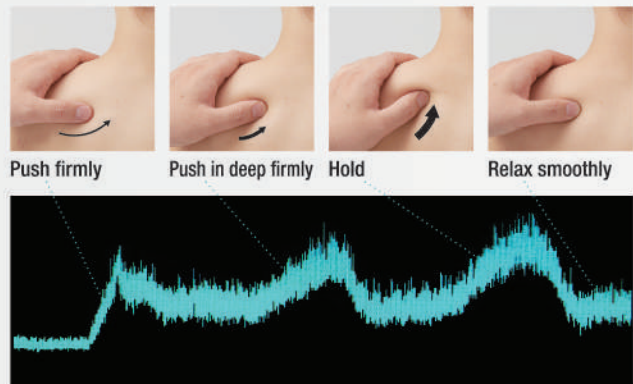 Push firmly
Push in deep firmly
Hold
Relax smoothly